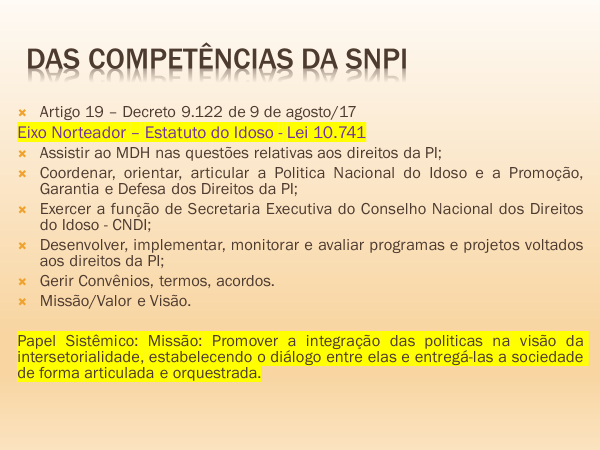 DAS COMPETÊNCIAS DA SNPI
Artigo 19 – Decreto 9.122 de 9 de agosto/17
Eixo Norteador – Estatuto do Idoso - Lei 10.741
Assistir ao MDH nas questões relativas aos direitos da PI;
Coordenar, orientar, articular a Politica Nacional do Idoso e a Promoção,
Garantia e Defesa dos Direitos da PI;
Exercer a função de Secretaria Executiva do Conselho Nacional dos Direitos
do Idoso - CNDI;
Desenvolver, implementar, monitorar e avaliar programas e projetos voltados
aos direitos da PI;
Gerir Convênios, termos, acordos.
Missão/Valor e Visão.
Papel Sistêmico: Missão: Promover a integração das politicas na visão da
intersetorialidade, estabelecendo o diálogo entre elas e entregá-las a sociedade
de forma articulada e orquestrada.